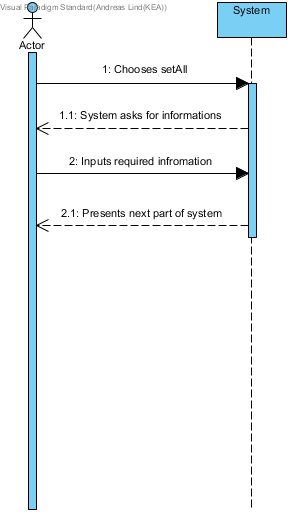 Visual Paradigm Standard(Andreas Lind(KEA))
System
Actor
1: Chooses setAll
1.1: System asks for informations
2: Inputs required infromation
2.1: Presents next part of system